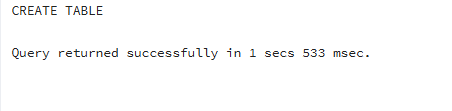 CREATE TABLE
Query returned successfully in 1 secs 533 msec.